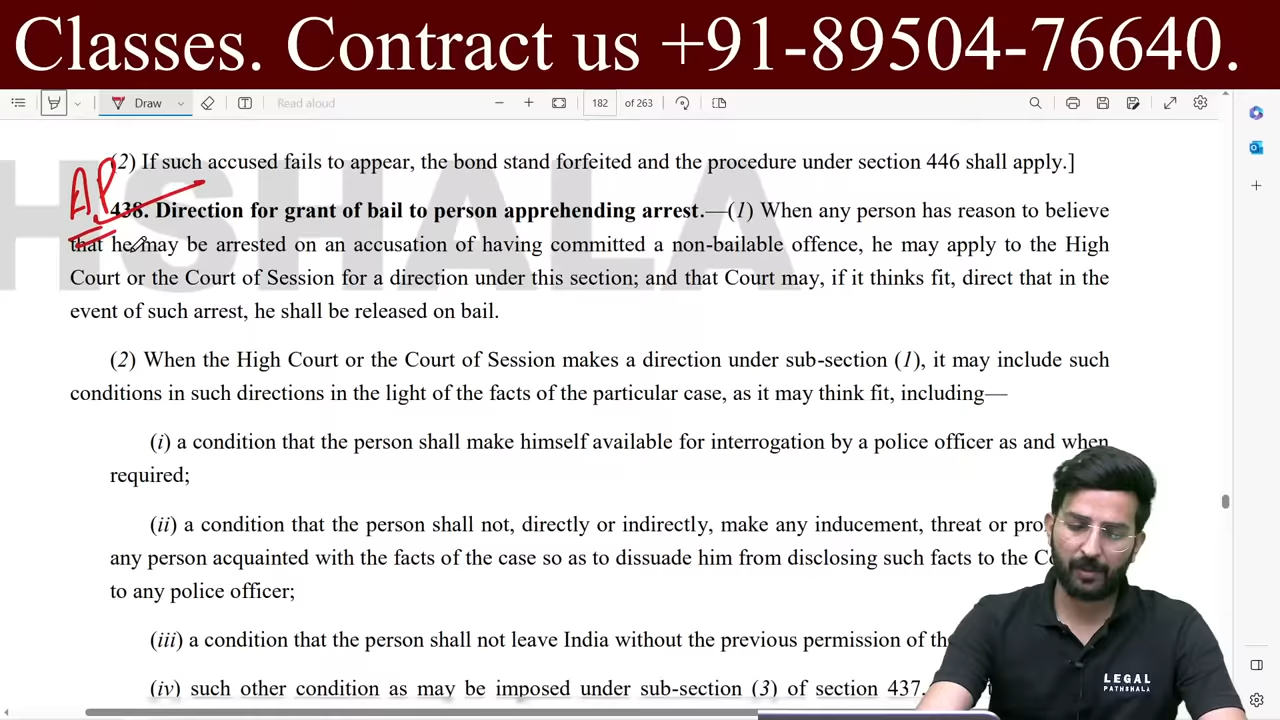 Classes. Contract us +91-89504-76640.
Draw
Read aloud
182 of 263
HSHALA
(2) If such accused fails to appear, the bond stand forfeited and the procedure under section 446 shall apply.]
AP
438. Direction for grant of bail to person apprehending arrest.—(1) When any person has reason to believe
that he may be arrested on an accusation of having committed a non-bailable offence, he may apply to the High
Court or the Court of Session for a direction under this section; and that Court may, if it thinks fit, direct that in the
event of such arrest, he shall be released on bail.
(2) When the High Court or the Court of Session makes a direction under sub-section (1), it may include such
conditions in such directions in the light of the facts of the particular case, as it may think fit, including—
(i) a condition that the person shall make himself available for interrogation by a police officer as and when
required;
(ii) a condition that the person shall not, directly or indirectly, make any inducement, threat or
any person acquainted with the facts of the case so as to dissuade him from disclosing such facts to the
to any police officer;
(iii) a condition that the person shall not leave India without the previous permission of
(iv) such other condition as may be imposed under sub-section (3) of section 437.
LEGAL
PATHSHALA